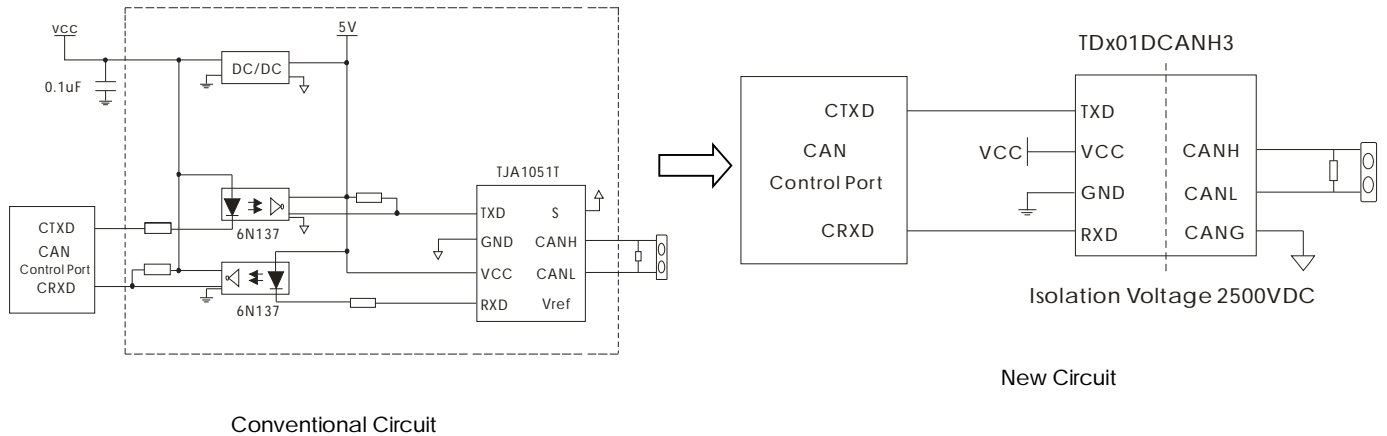 VCC
5V
DC/DC
0.1uF
TJA1051T
CTXD
CAN
Control Port
CRXD
6N137
6N137
TXD
S
GND
CANH
VCC
CANL
RXD
Vref
Conventional Circuit
TDx01DCANH3
CTXD
CAN
Control Port
CRXD
VCC
TXD
VCC
CANH
GND
CANL
RXD
CANG
Isolation Voltage 2500VDC
New Circuit